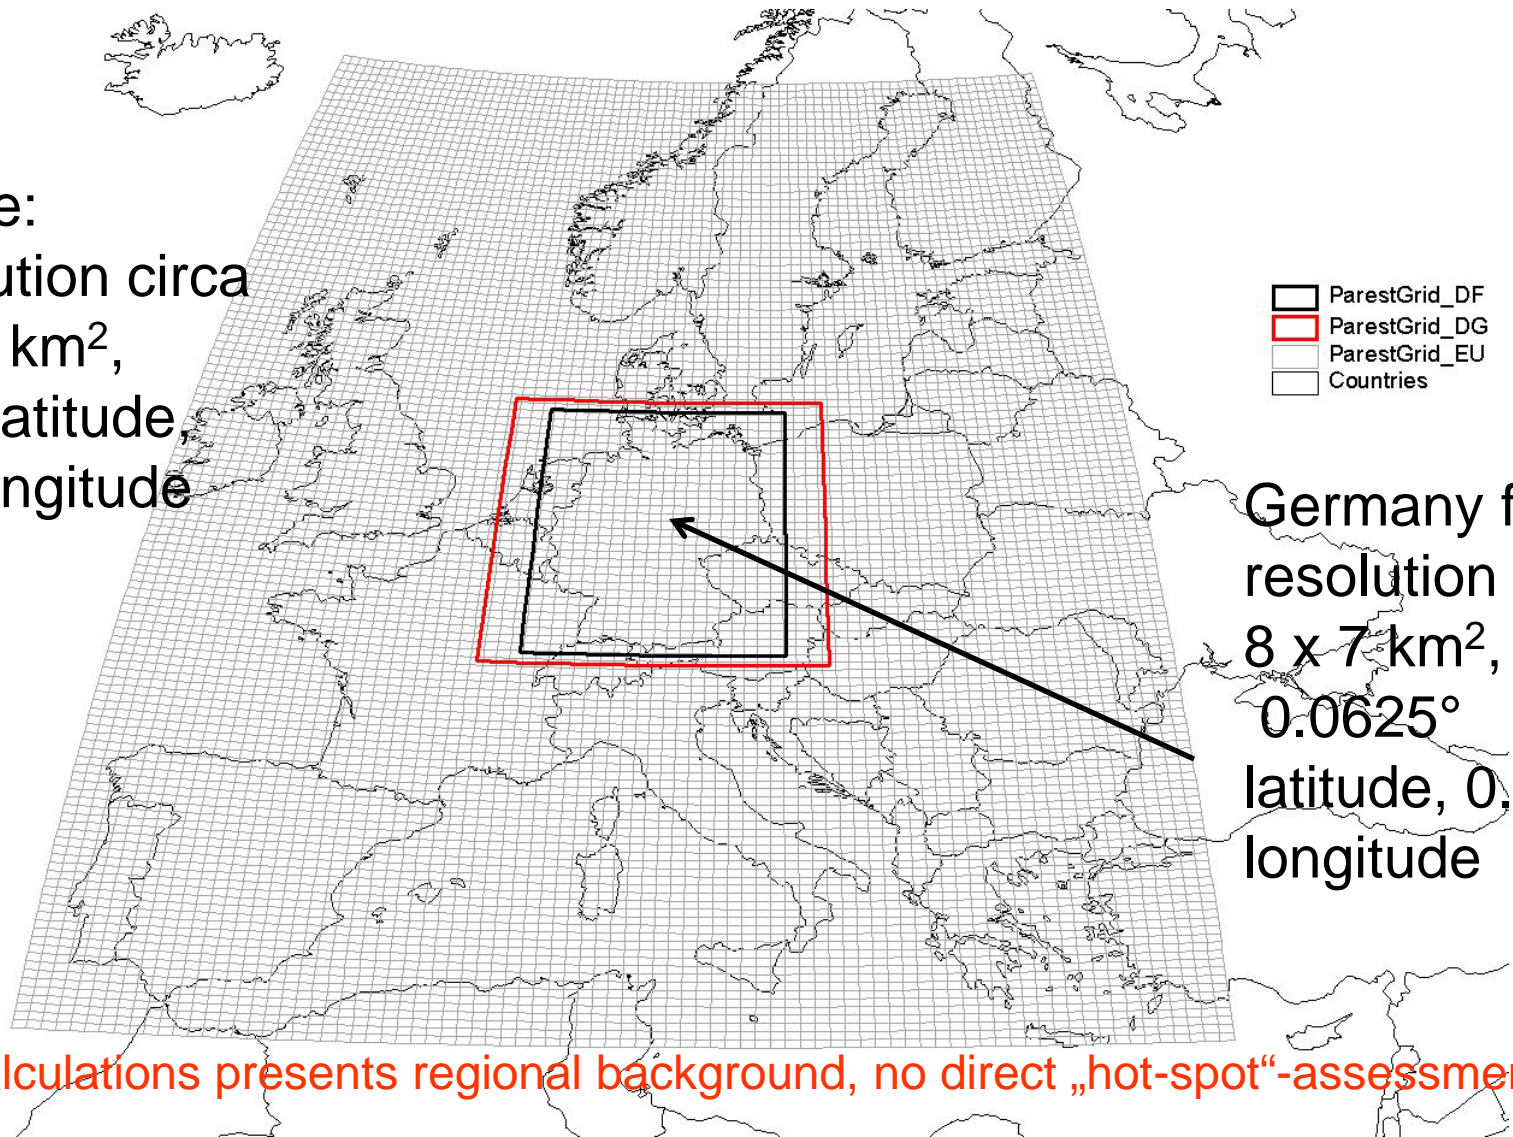 e:
ution circa
km²,
atitude,
ngitude
ParestGrid_DF
ParestGrid_DG
ParestGrid_EU
Countries
Germany f
resolution
8 x 7 km²,
0.0625°
latitude, 0.
longitude
lculations presents regional background, no direct „hot-spot“-assessme